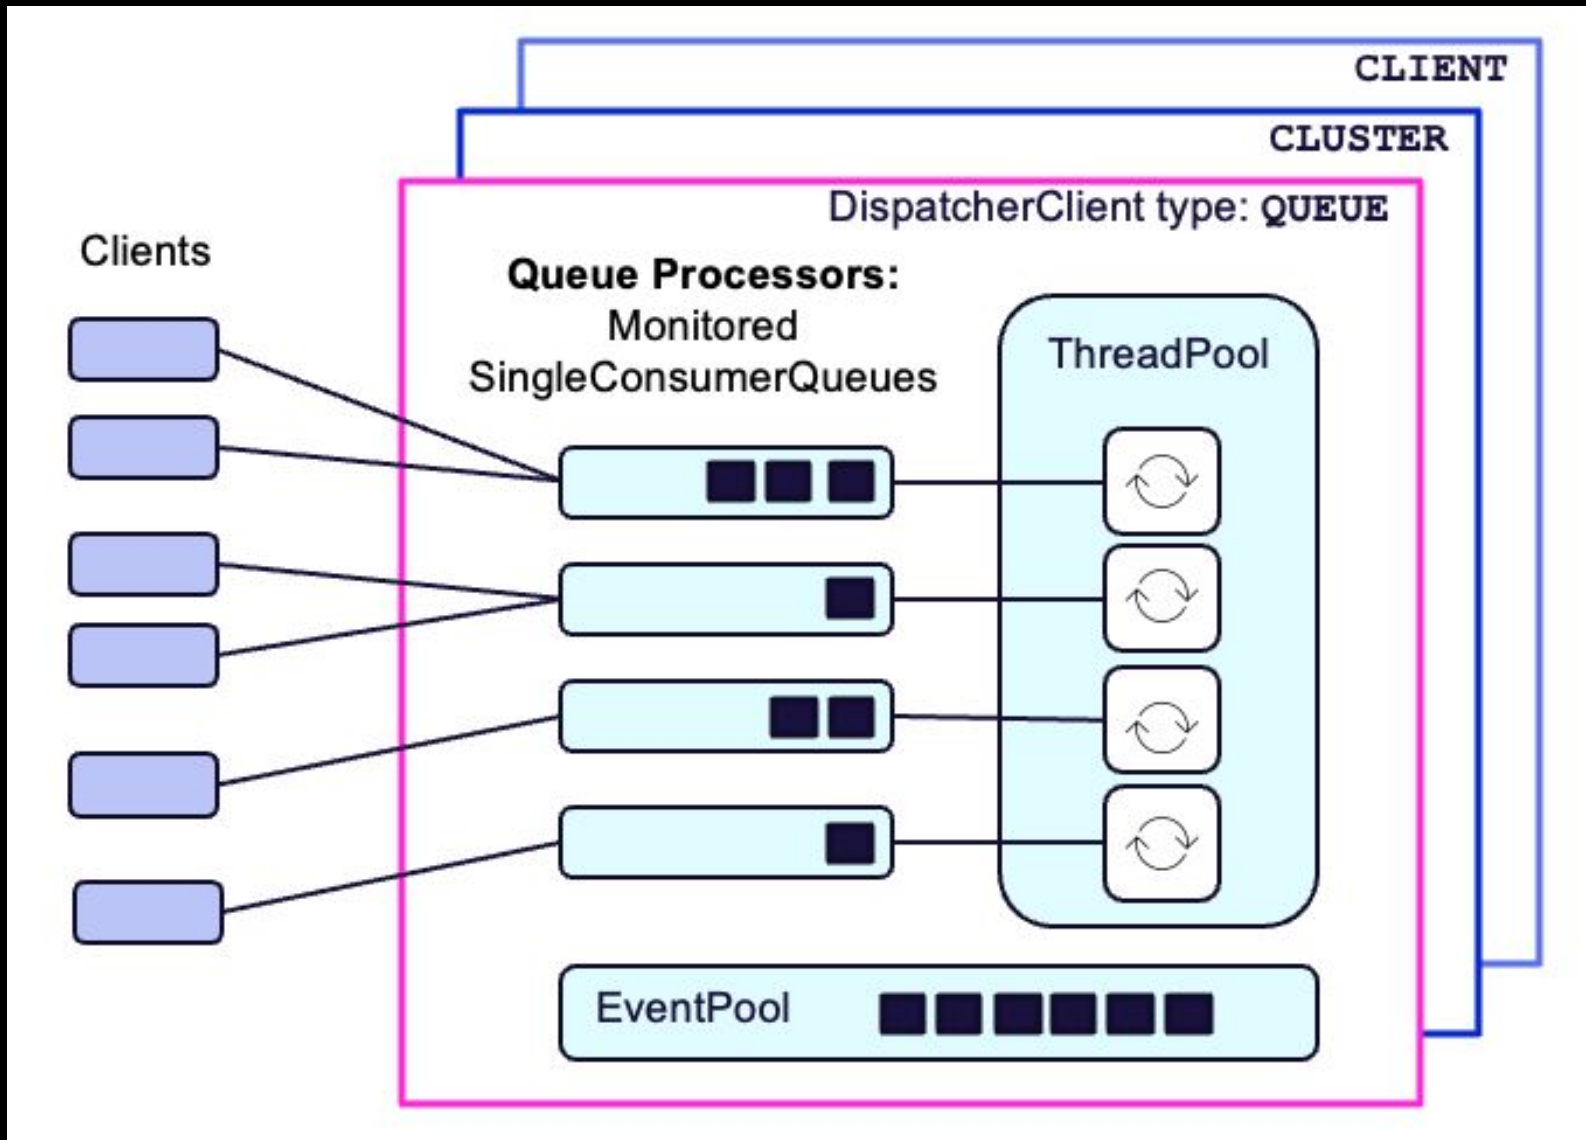 CLIENT
CLUSTER
DispatcherClient type: QUEUE
Clients
Queue Processors:
Monitored
SingleConsumerQueues
ThreadPool
EventPool